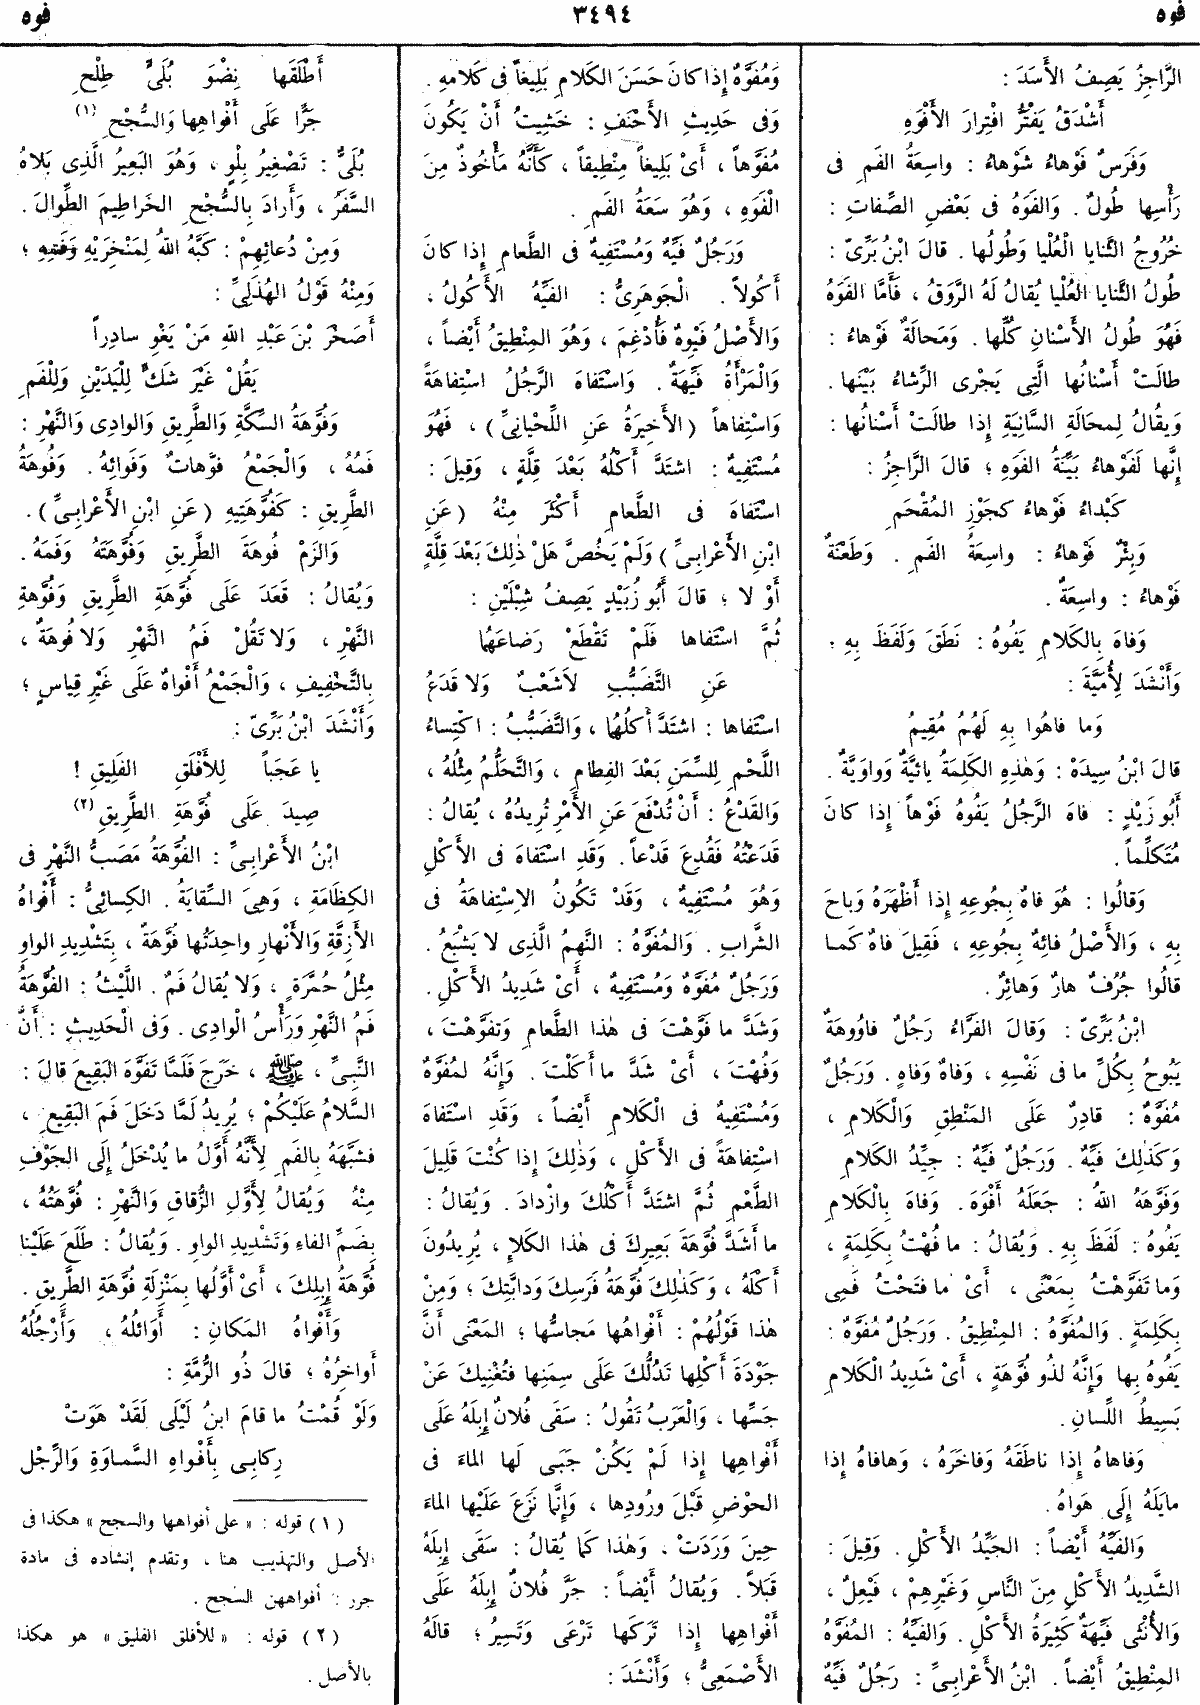 فوه
٣٤٩٤
فوه
الرَّاجِزُ يَصِفُ الأَسَدَ :
أَشْدَقُ يَفْتَرُّ افْتِرارَ الأَفْوَهِ
وَفَرَسٌ فَوْهاءُ شَوْهاءُ : واسِعَةُ الفَمِ فى
رَأْسِها طُولٌ . وَالفَوَهُ فى بَعْضِ الصِّفاتِ :
خُرُوجُ الثَّنايا الْعُلْيا وَطُولُها . قالَ ابْنُ بَرِّىّ :
طُولُ الثَّنايا الْعُلْيا يُقالُ لَهُ الرَّوَقُ ، فَأَمَّا الفَوَهُ
فَهُوَ طُولُ الأَسْنانِ كُلِّها . وَمَحالَةٌ فَوْهاءُ :
طالَتْ أَسْنانُها الَّتِى يَجْرِى الرِّشاءُ بَيْنَها .
وَيُقالُ لِمحالَةِ السَّانِيَةِ إِذا طالَتْ أَسْنانُها :
إِنَّها لَفَوْهاءُ بَيِّنَةُ الفَوَهِ ؛ قالَ الرَّاجِزُ :
كَبْداءُ فَوْهاءُ كجَوْزِ المُقْحَمِ
وَبِئْرٌ فَوْهاءُ : واسِعَةُ الفَمِ . وَطَعْنَةٌ
فَوْهاءُ : واسِعَةٌ .
وَفاهَ بِالكَلامِ يَفُوهُ : نَطَقَ وَلَفَظَ بِهِ ؛
وَأَنْشَدَ لأُمَيَّةَ :
وَما فاهُوا بِهِ لَهُمُ مُقِيمُ
قالَ ابْنُ سِيدَهْ : وَهٰذِهِ الكَلِمَةُ يائِيَّةٌ وَواوِيَّةٌ .
أَبُو زَيْدٍ : فاهَ الرَّجُلُ يَفُوهُ فَوْهاً إِذا كانَ
مُتَكَلِّماً .
وَقالُوا : هُوَ فاهٌ بِجُوعِهِ إِذا أَظْهَرَهُ وَباحَ
بِهِ ، وَالأَصْلُ فائِهٌ بِجُوعِهِ ، فَقِيلَ فاهٌ كَمـا
قالُوا جُرُفٌ هارٌ وَهائِرٌ .
ابْنُ بَرِّىّ : وَقالَ الفَرَّاءُ رَجُلٌ فاوُوهَةٌ
يَبُوحُ بِكُلِّ ما فى نَفْسِهِ ، وَفاهٌ وَفاهٍ . وَرَجُلٌ
مُفَوَّهٌ : قادِرٌ عَلَى المَنْطِقِ وَالْكَلامِ ،
وَكَذٰلِكَ فَيِّهٌ . وَرَجُلٌ فَيِّهٌ : جيِّدُ الكَلامِ
وَفَوَّهَهُ اللهُ : جَعَلَهُ أَفْوَهَ . وَفاهَ بِالْكَلامِ
يَفُوهُ : لَفَظَ بِهِ . وَيُقالُ : ما فُهْتُ بِكَلِمَةٍ ،
وَما تَفَوَّهْتُ بِمَعْنًى ، أَىْ ما فَتَحْتُ فَمِى
بِكَلِمَةٍ . وَالمُفَوَّهُ : المِنْطِيقُ . وَرَجُلٌ مُفَوَّهٌ :
يَفُوهُ بِها وَإِنَّهُ لَذُو فُوَّهَةٍ ، أَىْ شَدِيدُ الْكَلامِ
بَسِيطُ اللِّسانِ .
وَفاهاهُ إِذا ناطَقَهُ وَفاخَرَهُ ، وَهافاهُ إِذا
مايَلَهُ إِلَى هَواهُ .
وَالفَيِّهُ أَيْضاً : الجَيِّدُ الأَكْلِ . وَقِيلَ :
الشَّدِيدُ الأَكْلِ مِنَ النَّاسِ وَغَيْرِهِمْ ، فَيْعِلٌ ،
وَالأُنْثَى فَيِّهَةٌ كَثِيرَةُ الأَكْلِ . وَالفَيِّهُ : المُفَوَّهُ
المِنْطِيقُ أَيْضاً . ابْنُ الأَعْرابِىِّ : رَجُلٌ فَيِّهٌ
وَمُفَوَّهٌ إِذا كانَ حَسَنَ الكَلامِ بَلِيغاً فى كَلامِهِ .
وَفى حَدِيثِ الأَحْنَفِ : خَشِيتُ أَنْ يَكُونَ
مُفَوَّهاً ، أَىْ بَلِيغاً مِنْطِيقاً ، كَأَنَّهُ مَأْخُوذٌ مِنَ
الْفَوَهِ ، وَهُوَ سَعَةُ الفَمِ .
وَرَجُلٌ فَيِّهٌ وَمُسْتَفِيهٌ فى الطَّعامِ إِذا كانَ
أَكُولاً . الْجَوهَرِىُّ : الفَيِّهُ الأَكُولُ ،
وَالأَصْلُ فَيْوِهٌ فَأُدْغِمَ ، وَهُوَ المِنْطِيقُ أَيْضاً ،
وَالْمَرْأَةُ فَيِّهَةٌ . وَاسْتَفاهَ الرَّجُلُ اسْتِفاهَةً
وَاسْتِفاهاً (الأَخِيرَةُ عَنِ اللِّحْيانِىِّ) ، فَهُوَ
مُسْتَفِيهٌ : اشتَدَّ أَكْلُهُ بَعْدَ قِلَّةٍ ، وَقِيلَ :
اسْتَفاهَ فى الطَّعامِ أَكْثَرَ مِنْهُ (عَنِ
ابْنِ الأَعْرابِىِّ) وَلَمْ يَخُصَّ هَلْ ذٰلِكَ بَعْدَ قِلَّةٍ
أَوْ لا ؛ قالَ أَبُو زُبَيْدٍ يَصِفُ شِبْلَيْنِ :
ثُمَّ اسْتَفاها فَلَمْ تَقْطَعْ رَضاعَهُما
عَنِ التَّضَبُّبِ لا شَعْبٌ وَلا قَدْعُ
اسْتَفاها : اشتَدَّ أَكْلُهُما ، وَالتَّضَبُّبُ : اكْتِساءُ
اللَّحْمِ لِلسِّمَنِ بَعْدَ الفِطامِ ، وَالتَّحَلُّمُ مِثْلُهُ ،
وَالقَدْعُ : أَنْ تُدْفَعَ عَنِ الأَمْرِ تُرِيدُهُ ، يُقالُ :
قَدَعْتُهُ فَقُدِعَ قَدْعاً . وَقَدِ اسْتَفاهَ فى الأَكْلِ
وَهُوَ مُسْتَفِيهٌ ، وَقَدْ تَكُونُ الاِسْتِفاهَةُ فى
الشَّرابِ . وَالمُفَوَّهُ : النَّهِمُ الَّذِى لا يَشْبَعُ .
وَرَجُلٌ مُفَوَّهٌ وَمُسْتَفِيهٌ ، أَىْ شَدِيدُ الأَكْلِ .
وَشَدَّ ما فَوَّهْتَ فى هٰذا الطَّعامِ وَتَفَوَّهْتَ ،
وَفُهْتَ ، أَىْ شَدَّ ما أَكَلْتَ . وَإِنَّهُ لمُفَوَّهٌ
وَمُسْتَفِيهٌ فى الْكَلامِ أَيْضاً ، وَقَدِ اسْتَفاهَ
اسْتِفاهَةً فى الأَكْلِ ، وَذٰلِكَ إِذا كُنْتَ قَلِيلَ
الطَّعْمِ ثُمَّ اشتَدَّ أَكْلُكَ وازْدادَ . وَيُقالُ :
ما أَشَدَّ فُوَّهَةَ بَعِيرِكَ فى هٰذا الكَلإِ ، يُرِيدُونَ
أَكْلَهُ ، وَكَذٰلِكَ فُوَّهَةُ فَرَسِكَ وَدابَّتِكَ ؛ وَمِنْ
هٰذا قَوْلُهُمْ : أَفْواهُها مَجاسُّها ؛ المَعْنَى أَنَّ
جَوْدَةَ أَكْلِها تَدُلُّكَ عَلَى سِمَنِها فَتُغْنِيكَ عَنْ
جَسِّها ، وَالْعَرَبُ تَقُولُ : سَقَى فُلانٌ إِبِلَهُ عَلَى
أَفْواهِها إِذا لَمْ يَكُنْ جَبَى لَها الماءَ فى
الحوْضِ قَبْلَ ورُودِها ، وَإِنَّما نَزَعَ عَلَيْها الماءَ
حِينَ وَرَدَتْ ، وَهٰذا كَما يُقالُ : سَقَى إِبِلَهُ
قَبَلاً . وَيُقالُ أَيْضاً : جَرَّ فُلانٌ إِبِلَهُ عَلَى
أَفْواهِها إِذا تَرَكَها تَرْعَى وَتَسِيرُ ؛ قالَهُ
الأَصْمَعِىُّ ؛ وَأَنْشَدَ :
أَطْلَقَها نِضْوَ بُلَىٍّ طِلْحِ
جَرًّا عَلَى أَفْواهِها وَالسُّجْحِ (١)
بُلَىٌّ : تَصْغِيرُ بِلْوٍ ، وَهُوَ البَعِيرُ الَّذِى بَلاهُ
السَّفَرُ ، وَأَرادَ بِالسُّجْحِ الخَراطِيمَ الطِّوالَ .
وَمِنْ دُعائِهِمْ : كَبَّهُ اللهُ لِمَنْخِرَيْهِ وَفَمِهِ ؛
وَمِنْهُ قَوْلُ الهُذَلِىِّ :
أَصَخْرَ بْنَ عَبْدِ اللهِ مَنْ يَغْوِ سادِراً
يَقُلْ غَيْرَ شَكٍّ لِلْيَدَيْنِ وَلِلْفَمِ
وَفُوَّهَةُ السِّكَّةِ وَالطَّرِيقِ وَالوادِى وَالنَّهْرِ :
فَمُهُ ، وَالْجَمْعُ فُوَّهاتٌ وَفَوائِهُ . وَفُوهَةُ
الطَّرِيقِ : كَفُوَّهَتِهِ (عَنِ ابْنِ الأَعْرابِىِّ) .
وَالزَمْ فُوهَةَ الطَّرِيقِ وَفُوَّهَتَهُ وَفَمَهُ .
وَيُقالُ : قَعَدَ عَلَى فُوَّهَةِ الطَّرِيقِ وَفُوَّهَةِ
النَّهْرِ ، وَلا تَقُلْ فَمُ النَّهْرِ وَلا فُوهَةٌ ،
بِالتَّخْفِيفِ ، وَالْجَمْعُ أَفْواهٌ عَلَى غَيْرِ قِياسٍ ؛
وَأَنْشَدَ ابْنُ بَرِّىّ :
يا عَجَباً لِلأَفْلَقِ الفَلِيقِ !
صِيدَ عَلَى فُوَّهَةِ الطَّرِيقِ (٢)
ابْنُ الأَعْرابِىِّ : الفُوَّهَةُ مَصَبُّ النَّهْرِ فى
الكِظامَةِ ، وَهِىَ السِّقايَةُ . الكِسائِىُّ : أَفْواهُ
الأَزِقَّةِ وَالأَنْهارِ واحِدَتُها فُوَّهَةٌ ، بِتَشْدِيدِ الواوِ
مِثْلُ حُمَّرَةٍ ، وَلا يُقالُ فَمٌ . اللَّيْثُ : الفُوَّهَةُ
فَمُ النَّهْرِ وَرَأْسُ الْوادِى . وَفى الْحَدِيثِ : أَنَّ
النَّبِىَّ ، ﷺ ، خَرَجَ فَلَمَّا تَفَوَّهَ البَقِيعَ قالَ :
السَّلامُ عَلَيْكُمْ ؛ يُرِيدُ لَمَّا دَخَلَ فَمَ البَقِيعِ ،
فشَبَّهَهُ بِالفَمِ لأَنَّهُ أَوَّلُ ما يُدْخَلُ إِلَى الجَوْفِ
مِنْهُ وَيُقالُ لأَوَّلِ الزُّقاقِ وَالنَّهْرِ : فُوَّهَتُهُ ،
بِضَمِّ الفاءِ وَتَشْدِيدِ الواوِ . وَيُقالُ : طَلَعَ عَلَيْنا
فُوَّهَةُ إِبِلِكَ ، أَىْ أَوَّلُها بِمَنْزِلَةِ فُوَّهَةِ الطَّرِيقِ .
وَأَفْواهُ المَكانِ : أَوَائِلُهُ ، وَأَرْجُلُهُ
أَواخِرُهُ ؛ قالَ ذُو الرُّمَّةِ :
وَلَوْ قُمْتُ ما قامَ ابنُ لَيْلَى لَقَدْ هَوَتْ
رِكابِى بِأَفْواهِ السَّماوَةِ وَالرِّجْلِ
(١) قوله : « على أفواهها والسجح » هكذا فى
الأصل والتهذيب هنا ، وتقدم إنشاده فى مادة
جرر : أفواههن السجح .
(٢) قوله : « للأفلق الفليق » هو هكذا
بالأصل .